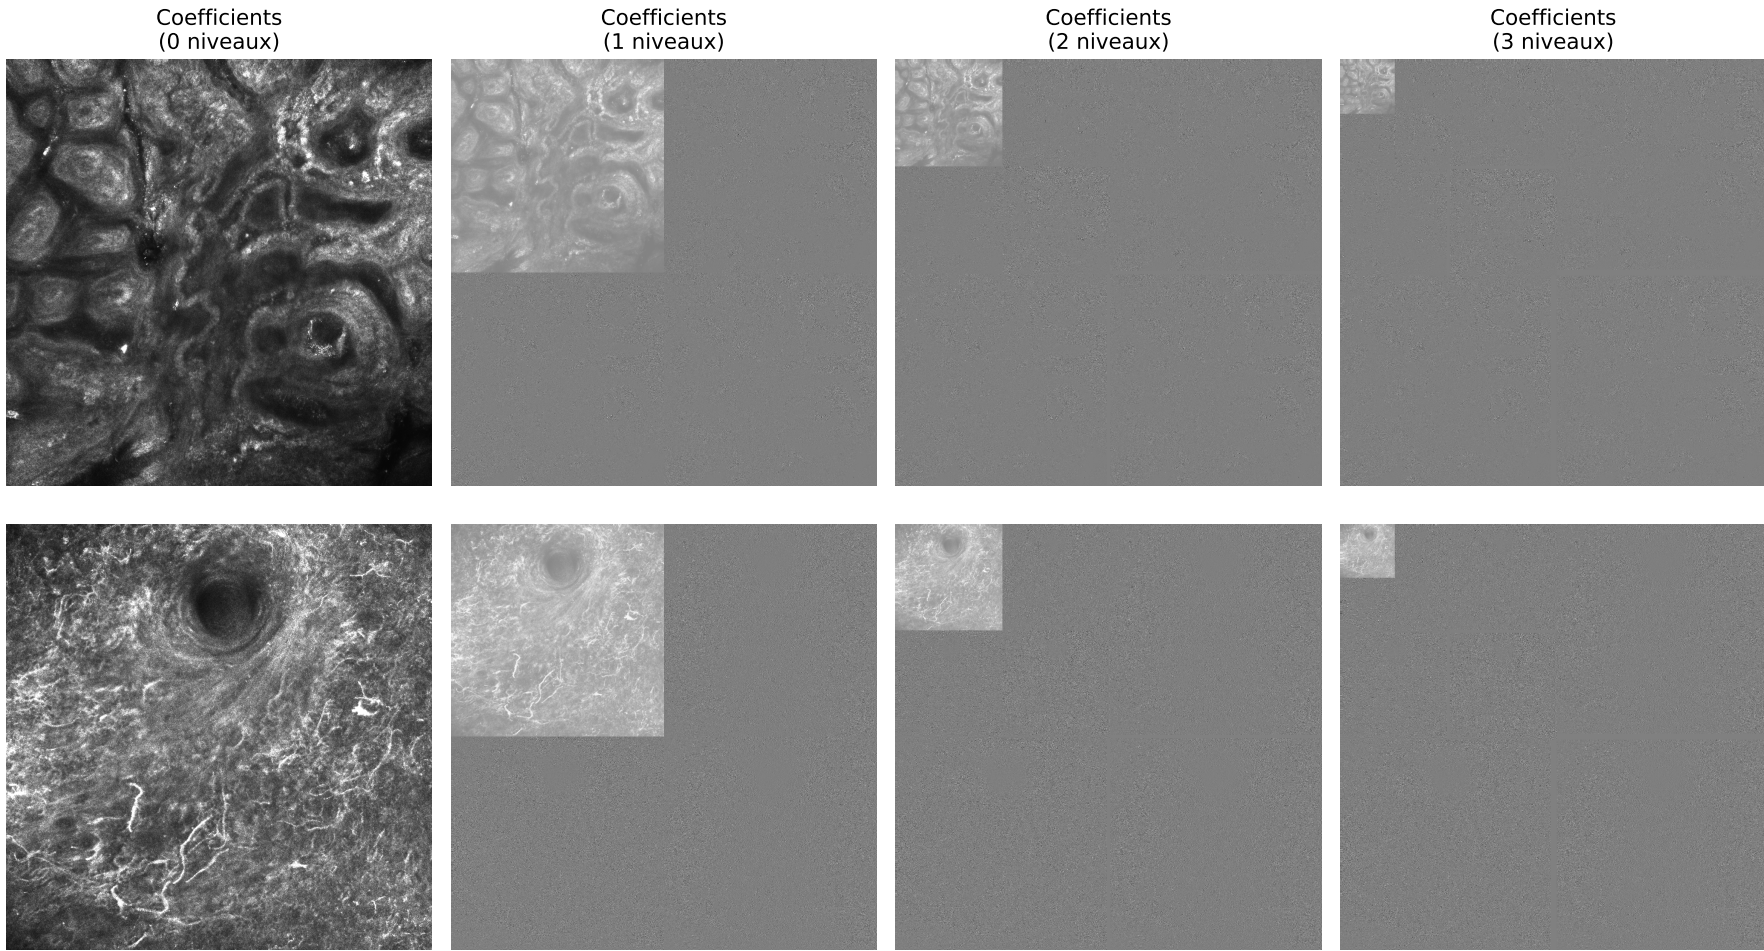 Coefficients
(0 niveaux)
Coefficients
(1 niveaux)
Coefficients
(2 niveaux)
Coefficients
(3 niveaux)